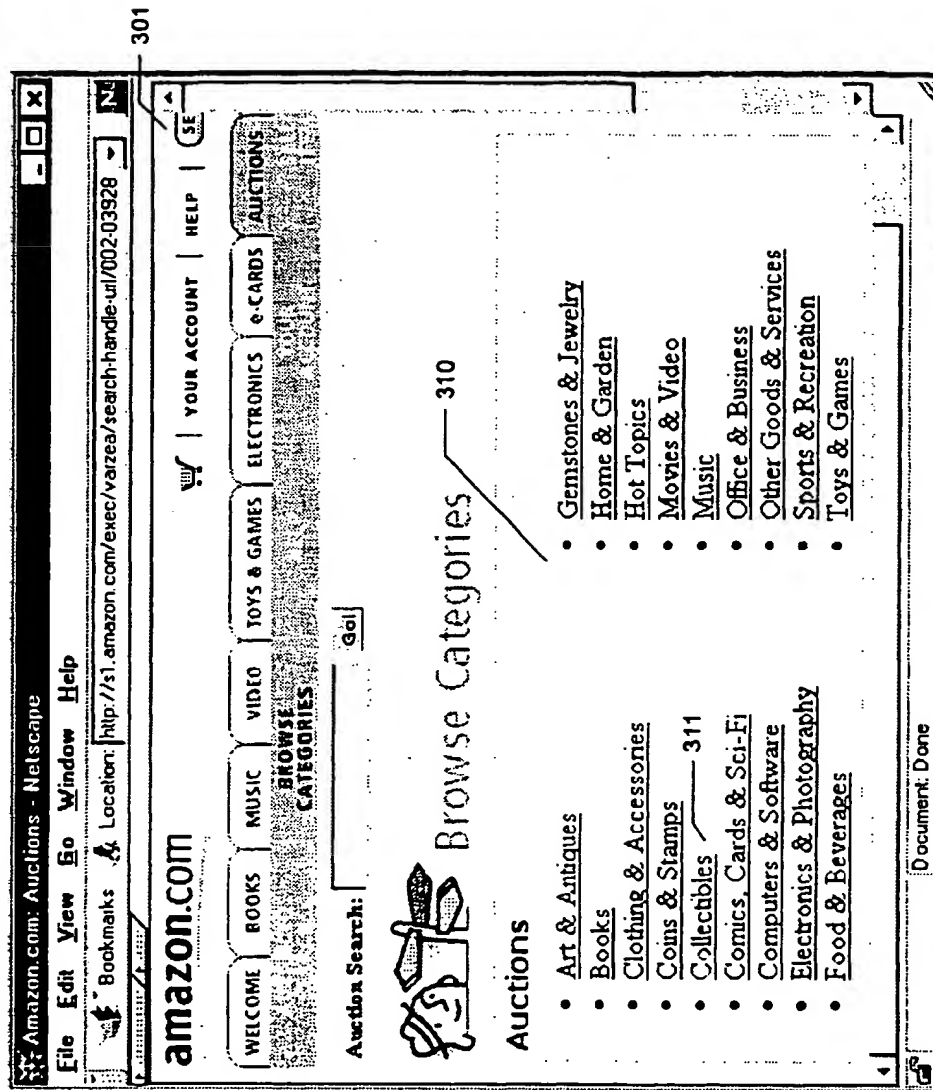 Amazon.com: Auctions - Netscape
File Edit View Go Window Help
Bookmarks Location: http://s1.amazon.com/exec/varzea/search-handle-url/002-03928
N
301
amazon.com
YOUR ACCOUNT | HELP | SE
WELCOME BOOKS MUSIC VIDEO TOYS & GAMES ELECTRONICS e-CARDS AUCTIONS
BROWSE
CATEGORIES
Auction Search: Go!
Browse Categories
310
Auctions
• Art & Antiques
• Books
• Clothing & Accessories
• Coins & Stamps
• Collectibles 311
• Comics, Cards & Sci-Fi
• Computers & Software
• Electronics & Photography
• Food & Beverages
• Gemstones & Jewelry
• Home & Garden
• Hot Topics
• Movies & Video
• Music
• Office & Business
• Other Goods & Services
• Sports & Recreation
• Toys & Games
Document: Done